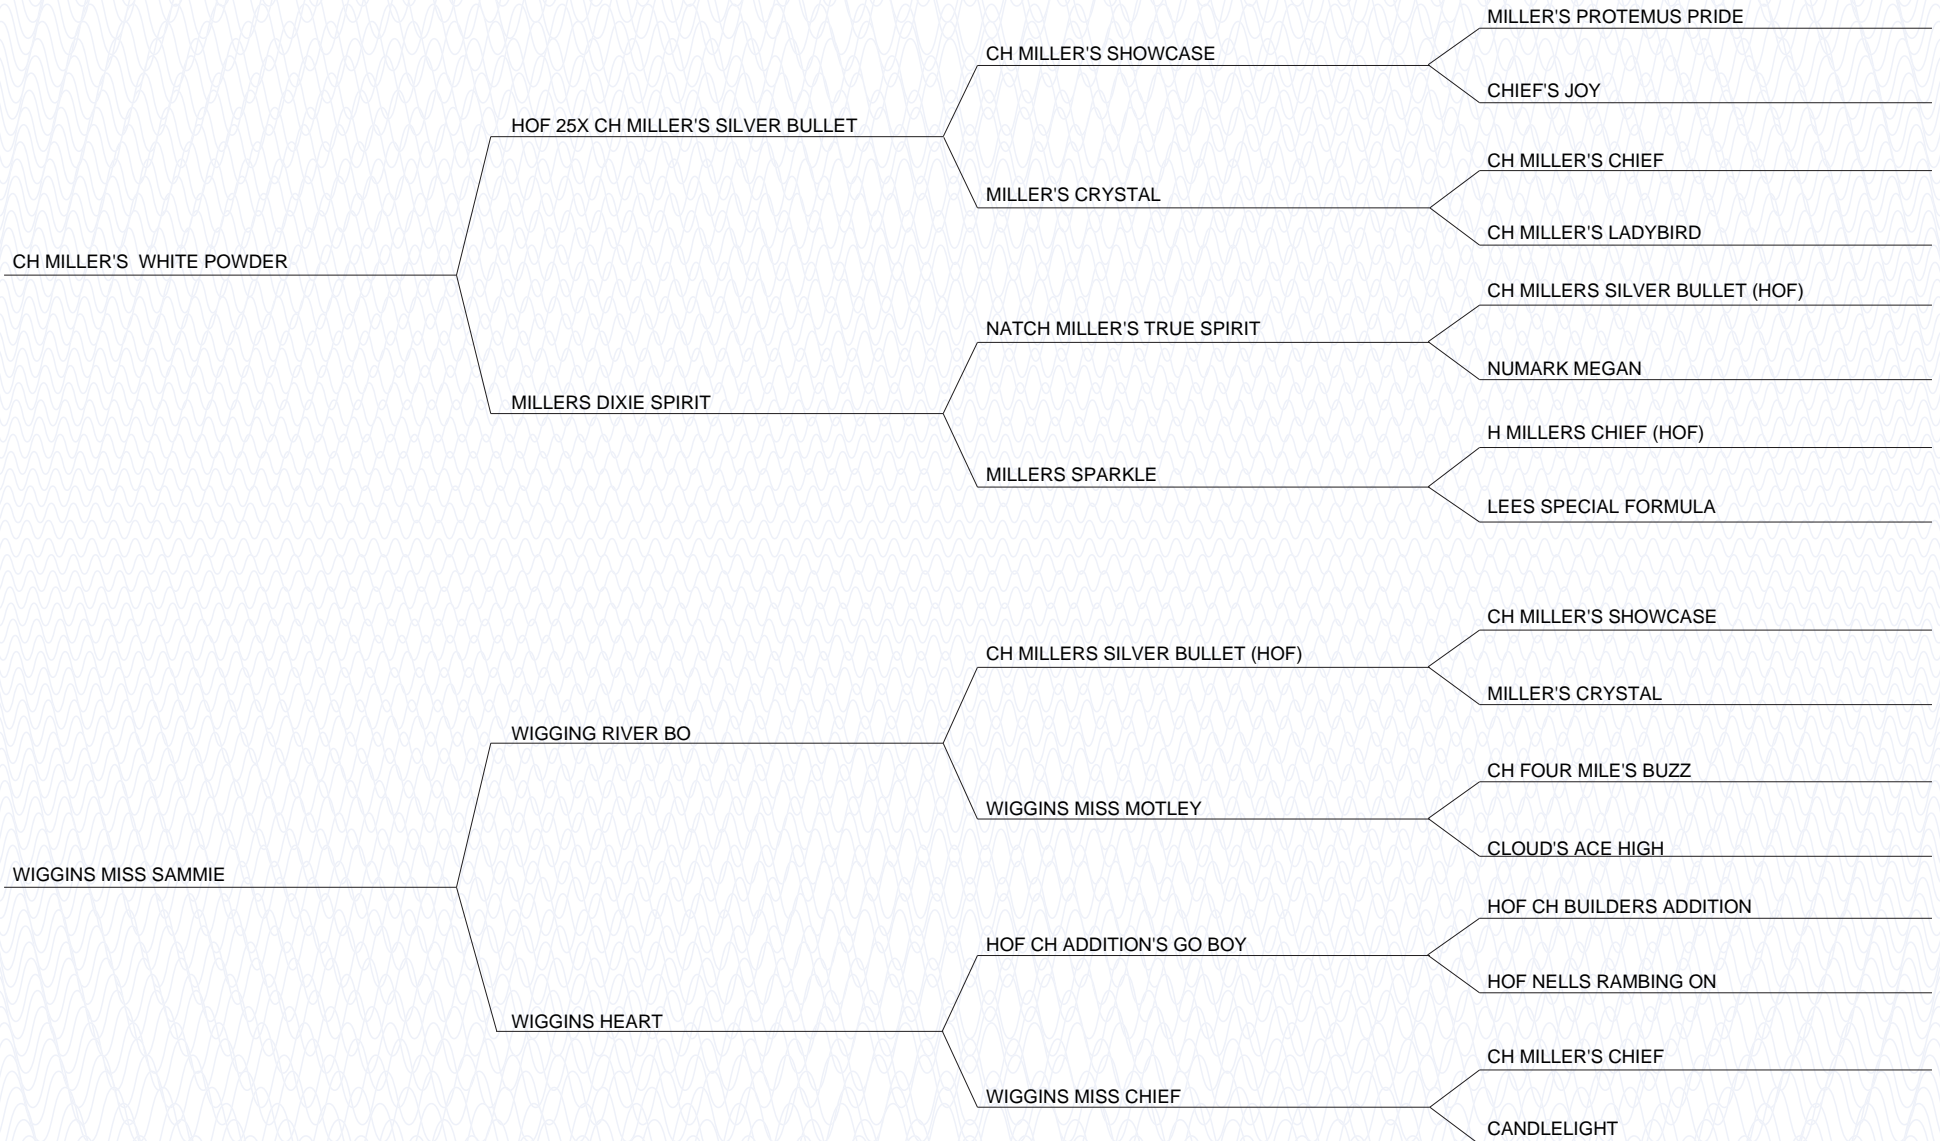 MILLER'S PROTEMUS PRIDE
CH MILLER'S SHOWCASE
CHIEF'S JOY
HOF 25X CH MILLER'S SILVER BULLET
CH MILLER'S CHIEF
MILLER'S CRYSTAL
CH MILLER'S LADYBIRD
CH MILLER'S  WHITE POWDER
CH MILLERS SILVER BULLET (HOF)
NATCH MILLER'S TRUE SPIRIT
NUMARK MEGAN
MILLERS DIXIE SPIRIT
H MILLERS CHIEF (HOF)
MILLERS SPARKLE
LEES SPECIAL FORMULA
CH MILLER'S SHOWCASE
CH MILLERS SILVER BULLET (HOF)
MILLER'S CRYSTAL
WIGGING RIVER BO
CH FOUR MILE'S BUZZ
WIGGINS MISS MOTLEY
CLOUD'S ACE HIGH
WIGGINS MISS SAMMIE
HOF CH BUILDERS ADDITION
HOF CH ADDITION'S GO BOY
HOF NELLS RAMBING ON
WIGGINS HEART
CH MILLER'S CHIEF
WIGGINS MISS CHIEF
CANDLELIGHT